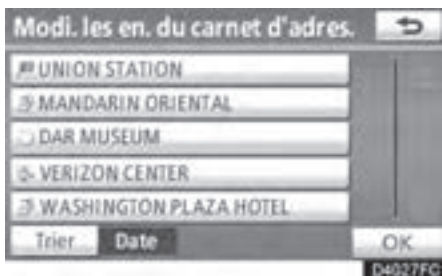 Modi. les en. du carnet d'adres.
UNION STATION
MANDARIN ORIENTAL
DAR MUSEUM
VERIZON CENTER
WASHINGTON PLAZA HOTEL
Trier Date OK
D4027FC